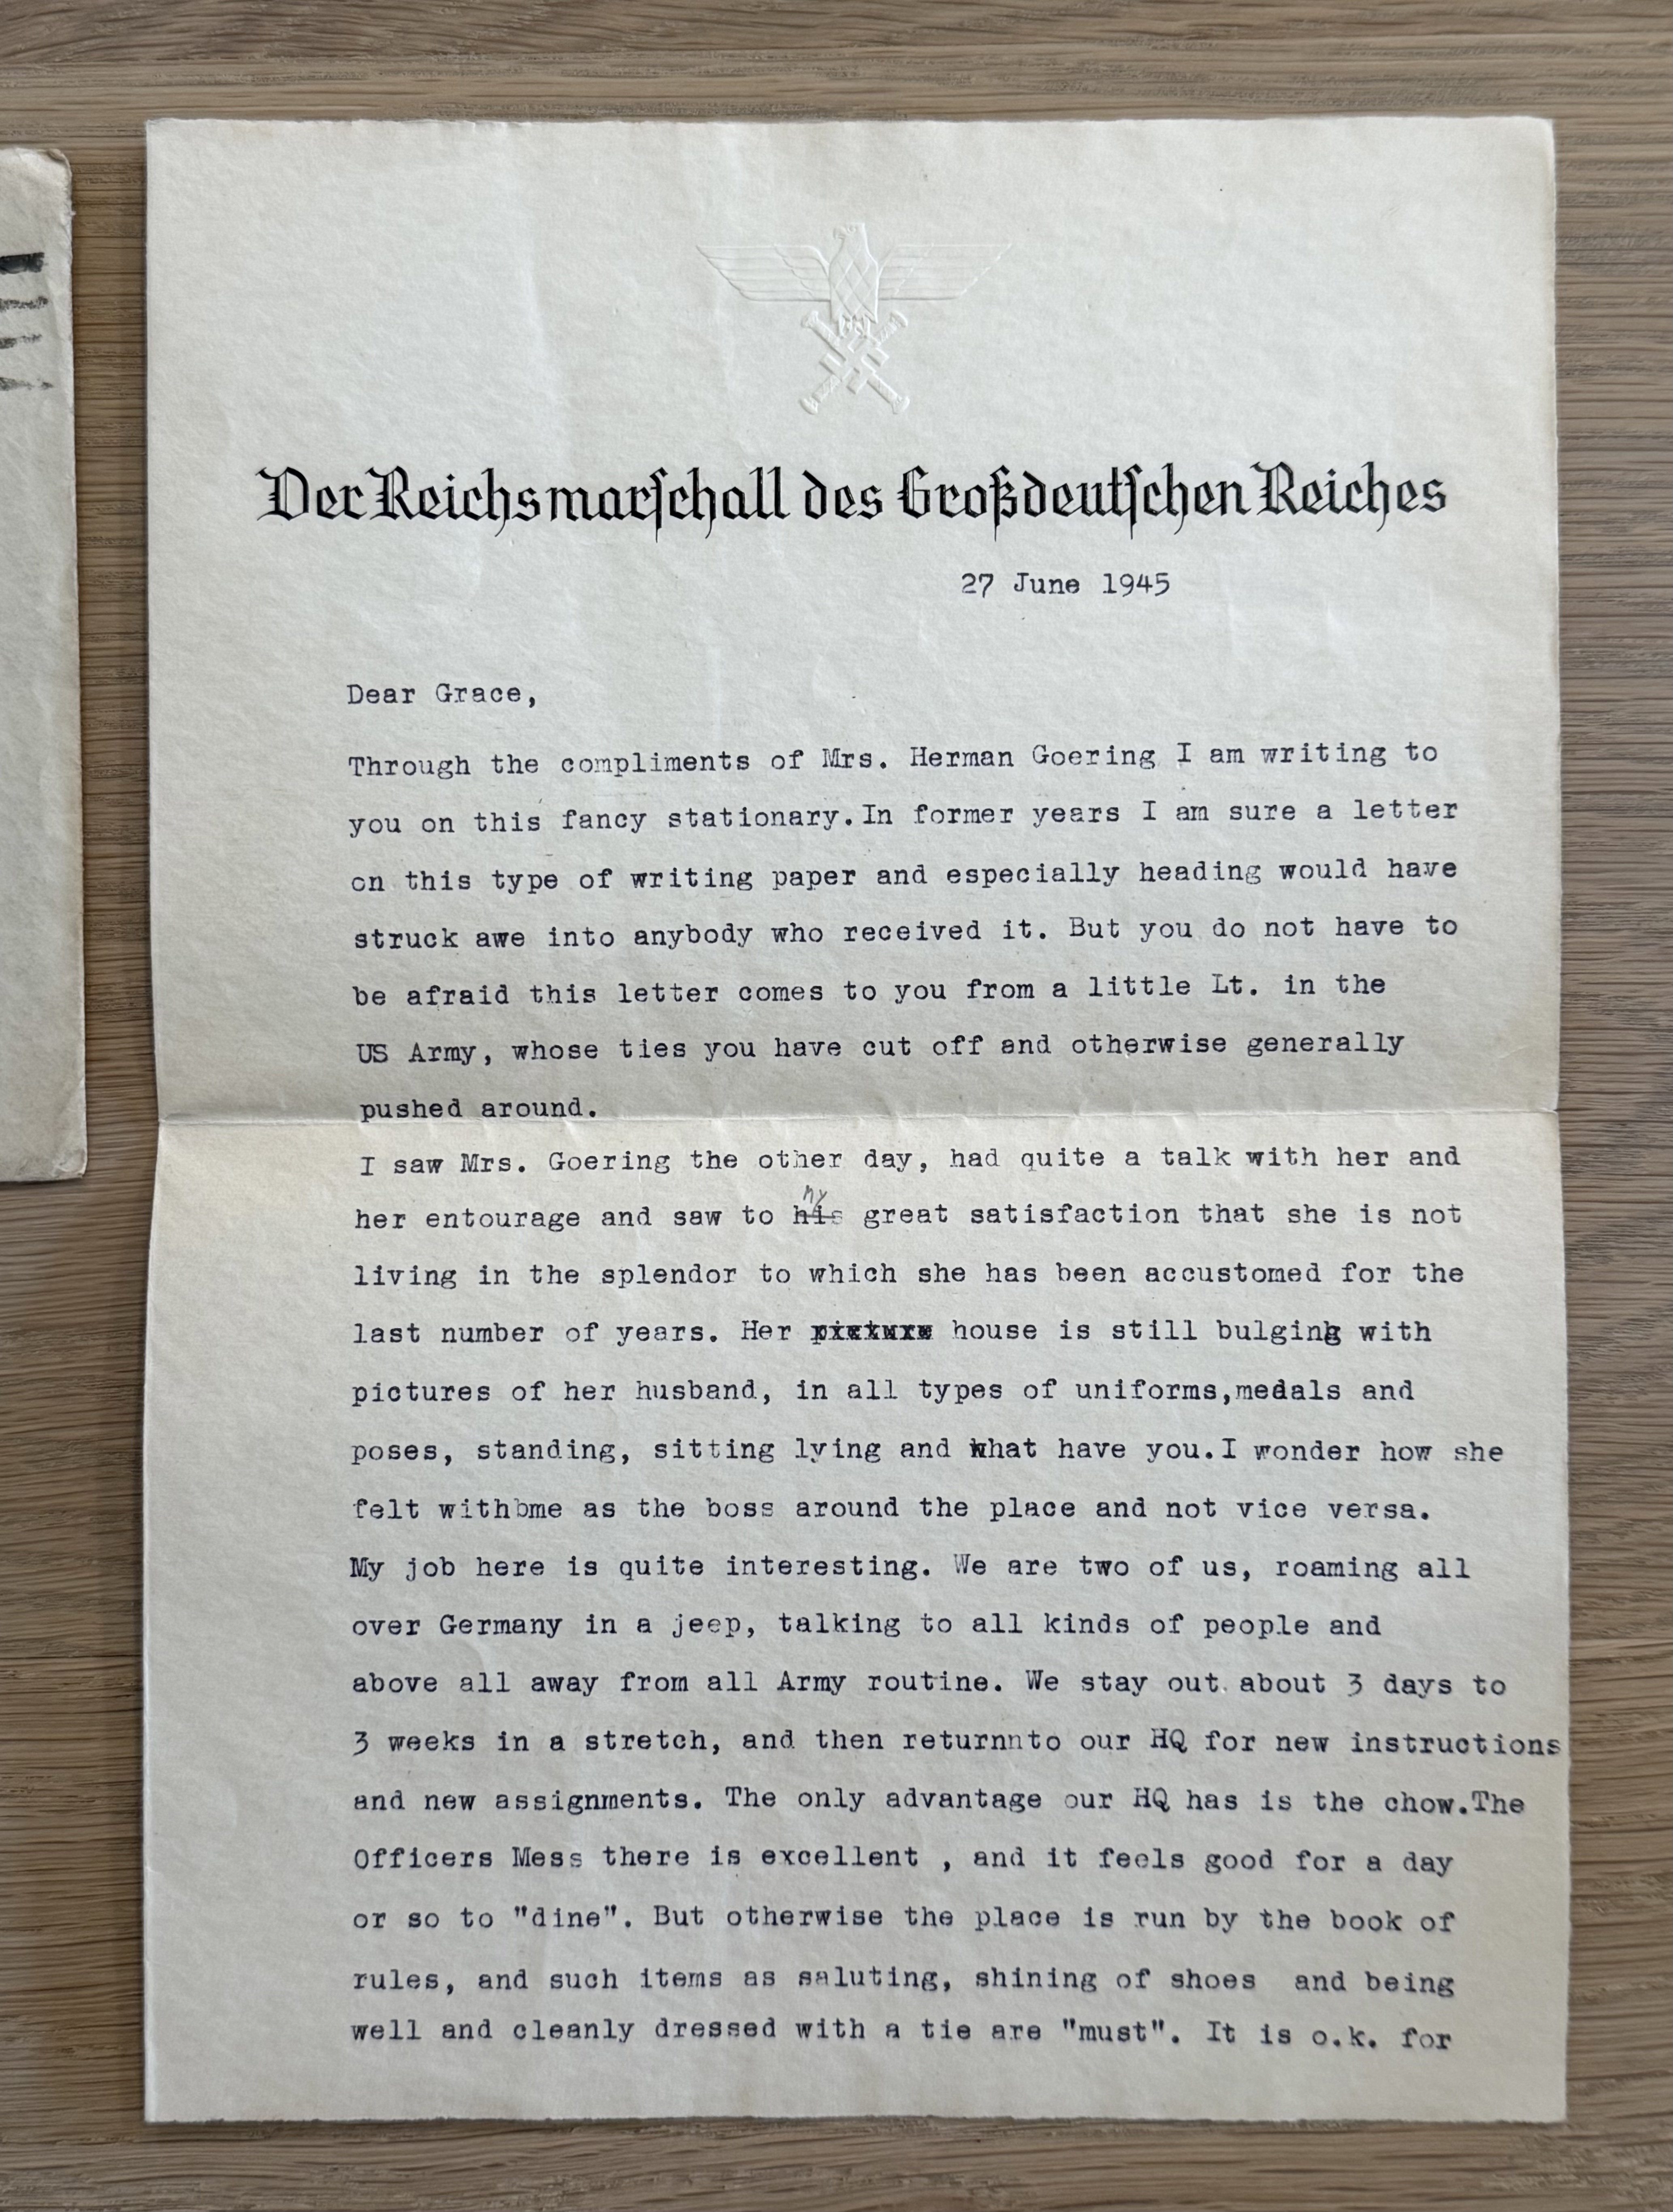 Der Reichsmarſchall des Großdeutſchen Reiches
27 June 1945
Dear Grace,
Through the compliments of Mrs. Herman Goering I am writing to
you on this fancy stationary.In former years I am sure a letter
on this type of writing paper and especially heading would have
struck awe into anybody who received it. But you do not have to
be afraid this letter comes to you from a little Lt. in the
US Army, whose ties you have cut off and otherwise generally
pushed around.
I saw Mrs. Goering the other day, had quite a talk with her and
her entourage and saw to his my great satisfaction that she is not
living in the splendor to which she has been accustomed for the
last number of years. Her house is still bulging with
pictures of her husband, in all types of uniforms,medals and
poses, standing, sitting lying and what have you.I wonder how she
felt withbme as the boss around the place and not vice versa.
My job here is quite interesting. We are two of us, roaming all
over Germany in a jeep, talking to all kinds of people and
above all away from all Army routine. We stay out about 3 days to
3 weeks in a stretch, and then returnnto our HQ for new instructions
and new assignments. The only advantage our HQ has is the chow.The
Officers Mess there is excellent , and it feels good for a day
or so to "dine". But otherwise the place is run by the book of
rules, and such items as saluting, shining of shoes and being
well and cleanly dressed with a tie are "must". It is o.k. for